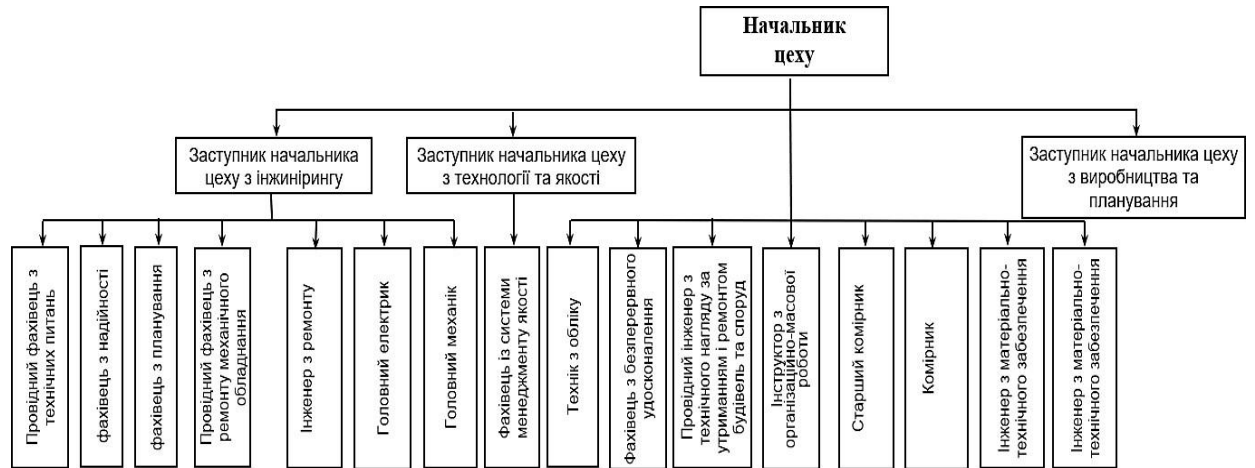 Начальник
цеху
Заступник начальника
цеху з інжинірингу
Заступник начальника цеху
з технології та якості
Заступник начальника цеху
з виробництва та
планування
Провідний фахівець з
технічних питань
фахівець з надійності
фахівець з планування
Провідний фахівець з
ремонту механічного
обладнання
Інженер з ремонту
Головний електрик
Головний механік
Фахівець із системи
менеджменту якості
Технік з обліку
Фахівець з безперервного
удосконалення
Провідний інженер з
технічного нагляду за
утриманням і ремонтом
будівель та споруд
Інструктор з
організаційно-масової
роботи
Старший комірник
Комірник
Інженер з матеріально-
технічного забезпечення
Інженер з матеріально-
технічного забезпечення